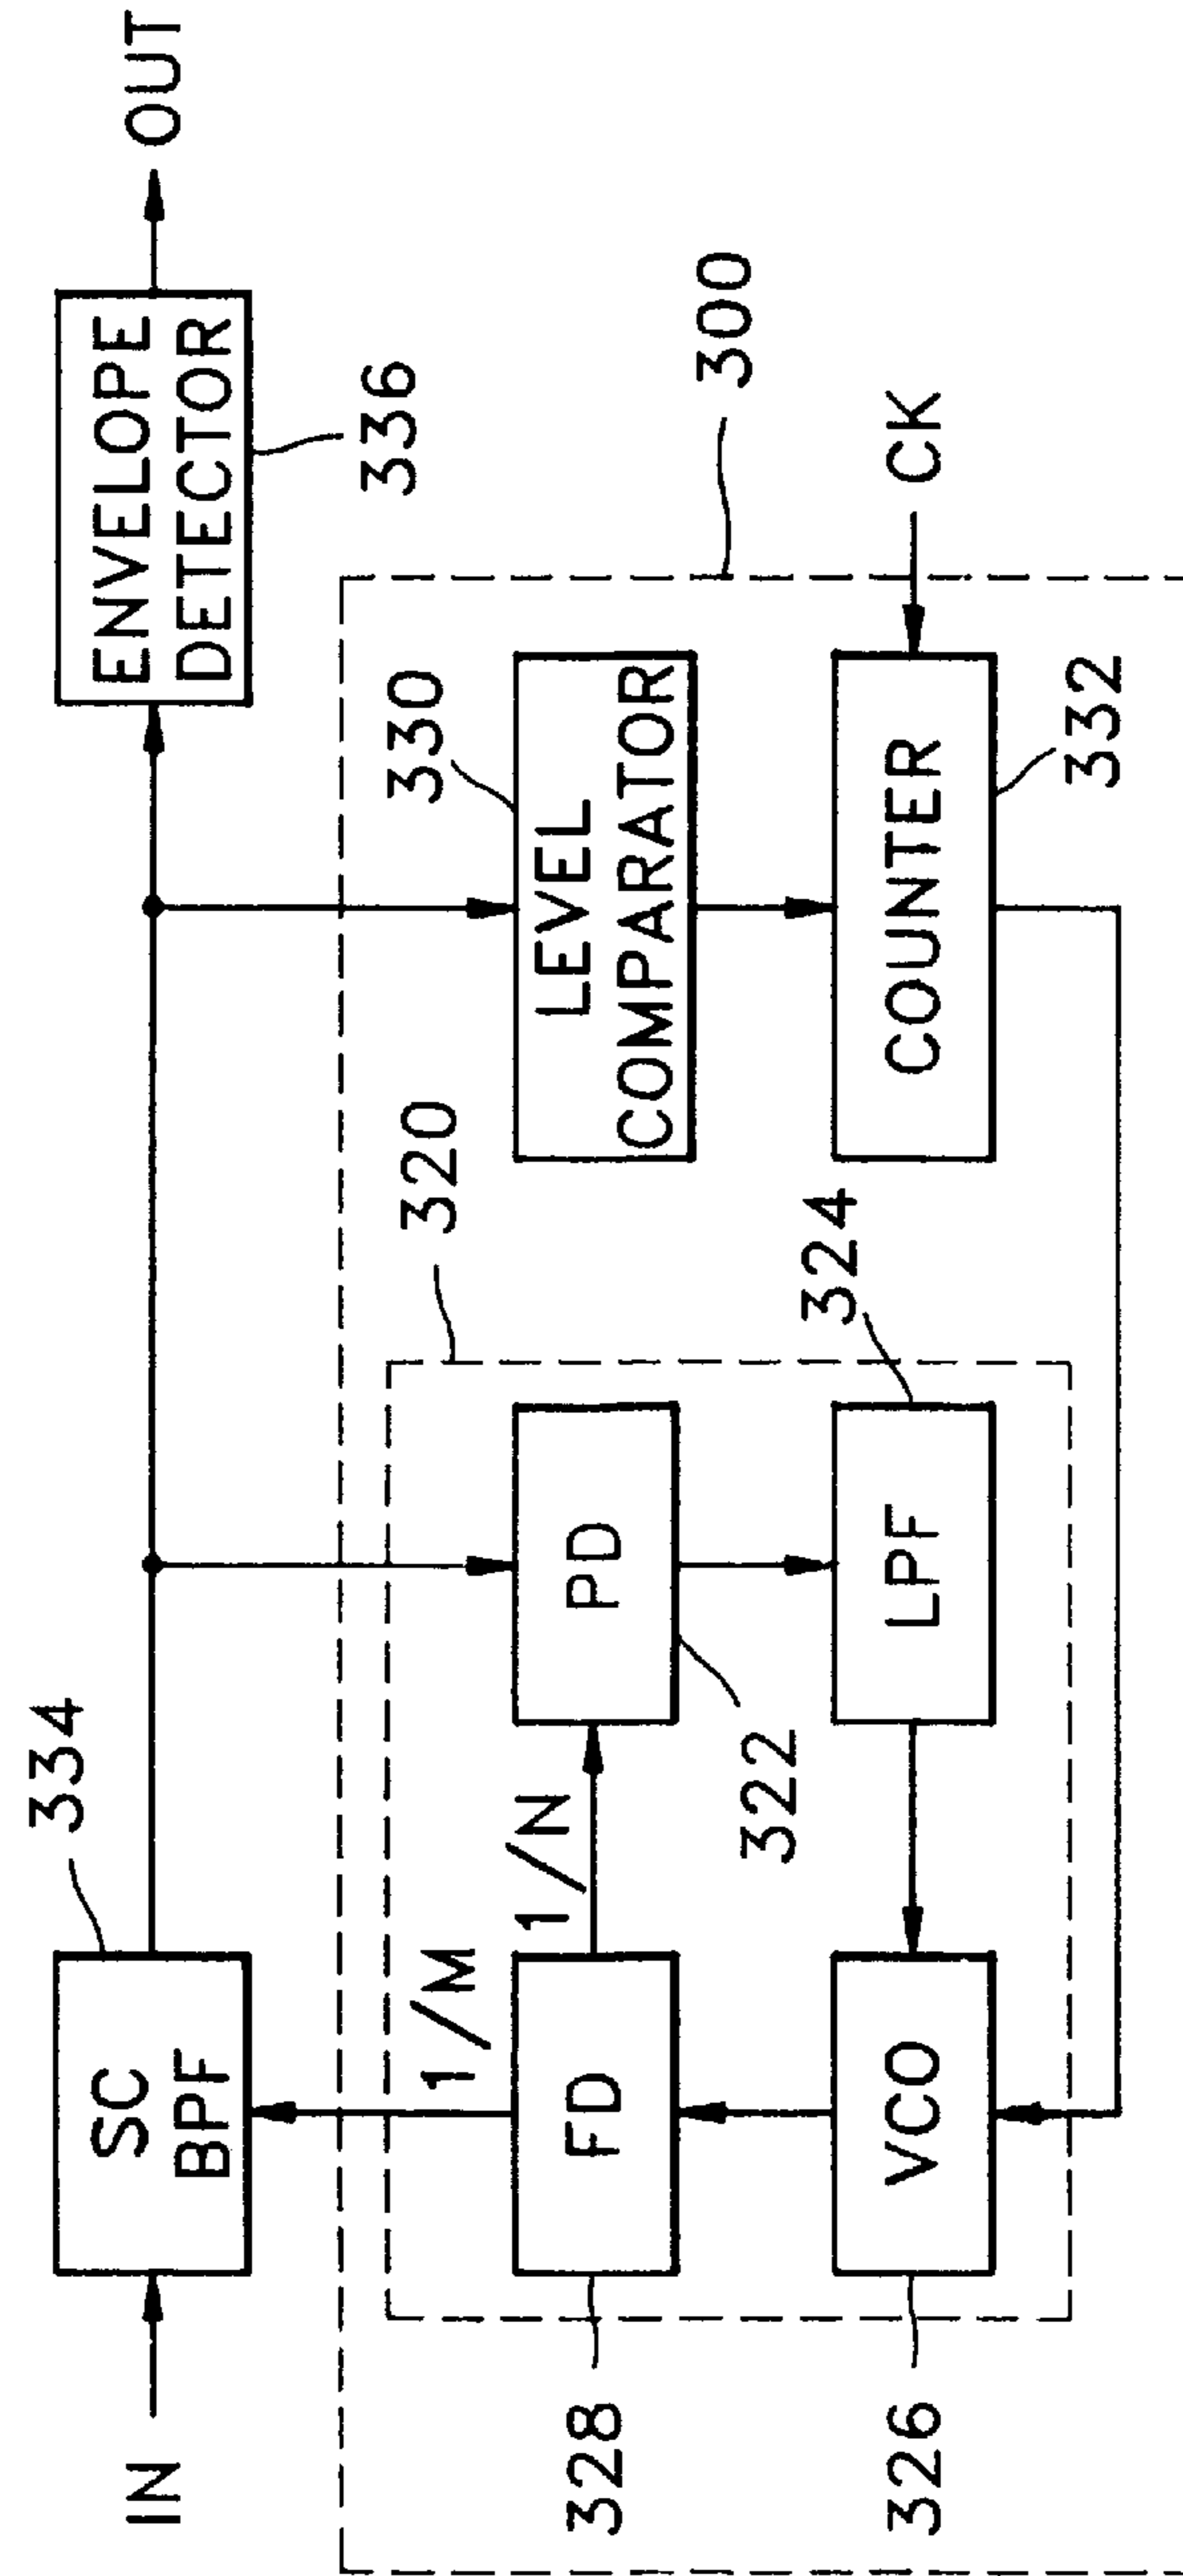 IN
SC
BPF
334
ENVELOPE
DETECTOR
336
OUT
300
320
1/M
1/N
328
FD
PD
322
330
LEVEL
COMPARATOR
326
VCO
LPF
324
COUNTER
332
CK